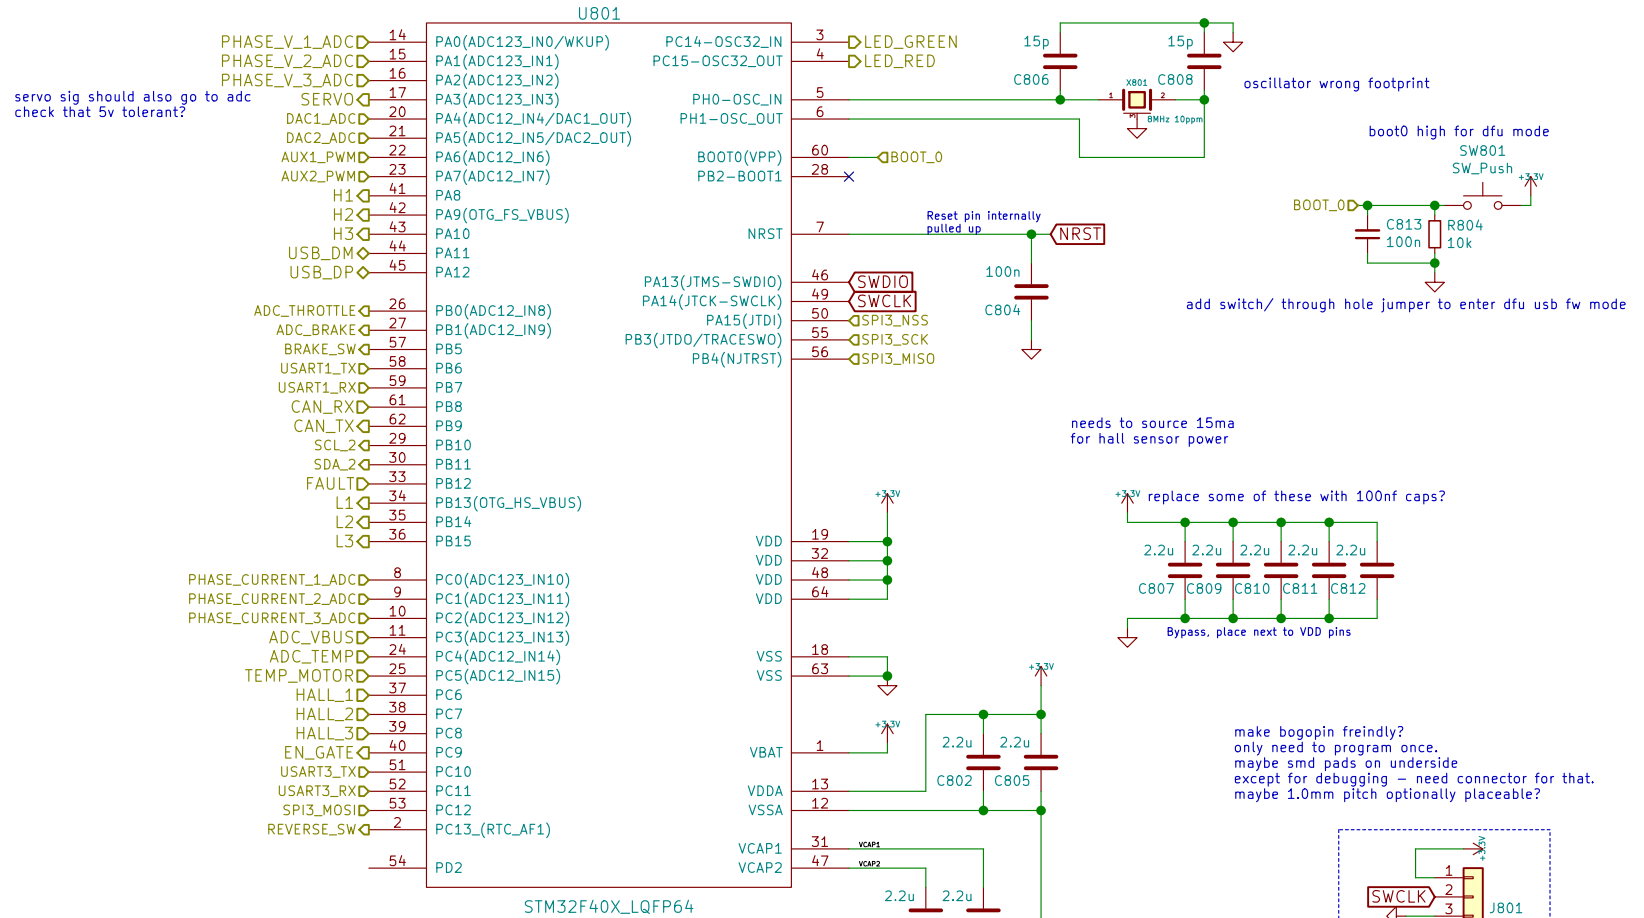 U801
PHASE_V_1_ADC 14 PA0(ADC123_IN0/WKUP)
PHASE_V_2_ADC 15 PA1(ADC123_IN1)
PHASE_V_3_ADC 16 PA2(ADC123_IN2)
servo sig should also go to adc
check that 5v tolerant?
SERVO 17 PA3(ADC123_IN3)
DAC1_ADC 20 PA4(ADC12_IN4/DAC1_OUT)
DAC2_ADC 21 PA5(ADC12_IN5/DAC2_OUT)
AUX1_PWM 22 PA6(ADC12_IN6)
AUX2_PWM 23 PA7(ADC12_IN7)
H1 41 PA8
H2 42 PA9(OTG_FS_VBUS)
H3 43 PA10
USB_DM 44 PA11
USB_DP 45 PA12
ADC_THROTTLE 26 PB0(ADC12_IN8)
ADC_BRAKE 27 PB1(ADC12_IN9)
BRAKE_SW 57 PB5
USART1_TX 58 PB6
USART1_RX 59 PB7
CAN_RX 61 PB8
CAN_TX 62 PB9
SCL_2 29 PB10
SDA_2 30 PB11
FAULT 33 PB12
L1 34 PB13(OTG_HS_VBUS)
L2 35 PB14
L3 36 PB15
PHASE_CURRENT_1_ADC 8 PC0(ADC123_IN10)
PHASE_CURRENT_2_ADC 9 PC1(ADC123_IN11)
PHASE_CURRENT_3_ADC 10 PC2(ADC123_IN12)
ADC_VBUS 11 PC3(ADC123_IN13)
ADC_TEMP 24 PC4(ADC12_IN14)
TEMP_MOTOR 25 PC5(ADC12_IN15)
HALL_1 37 PC6
HALL_2 38 PC7
HALL_3 39 PC8
EN_GATE 40 PC9
USART3_TX 51 PC10
USART3_RX 52 PC11
SPI3_MOSI 53 PC12
REVERSE_SW 2 PC13_(RTC_AF1)
54 PD2
STM32F40X_LQFP64
PC14-OSC32_IN 3 LED_GREEN
PC15-OSC32_OUT 4 LED_RED
PH0-OSC_IN 5
PH1-OSC_OUT 6
BOOT0(VPP) 60 BOOT_0
PB2-BOOT1 28
NRST 7 NRST
Reset pin internally
pulled up
PA13(JTMS-SWDIO) 46 SWDIO
PA14(JTCK-SWCLK) 49 SWCLK
PA15(JTDI) 50 SPI3_NSS
PB3(JTDO/TRACESWO) 55 SPI3_SCK
PB4(NJTRST) 56 SPI3_MISO
100n
C804
+3.3V
VDD 19
VDD 32
VDD 48
VDD 64
VSS 18
VSS 63
+3.3V
VBAT 1
VDDA 13
VSSA 12
VCAP1 31 VCAP1
VCAP2 47 VCAP2
2.2u 2.2u
+3.3V
2.2u 2.2u
C802 C805
15p 15p
C806 C808
X801
1 2
3
8MHz 10ppm
oscillator wrong footprint
boot0 high for dfu mode
SW801
SW_Push
+3.3V
BOOT_0
C813 R804
100n 10k
add switch/ through hole jumper to enter dfu usb fw mode
needs to source 15ma
for hall sensor power
+3.3V
replace some of these with 100nf caps?
2.2u 2.2u 2.2u 2.2u 2.2u
C807 C809 C810 C811 C812
Bypass, place next to VDD pins
make bogopin freindly?
only need to program once.
maybe smd pads on underside
except for debugging - need connector for that.
maybe 1.0mm pitch optionally placeable?
+3.3V
1
SWCLK 2
3 J801